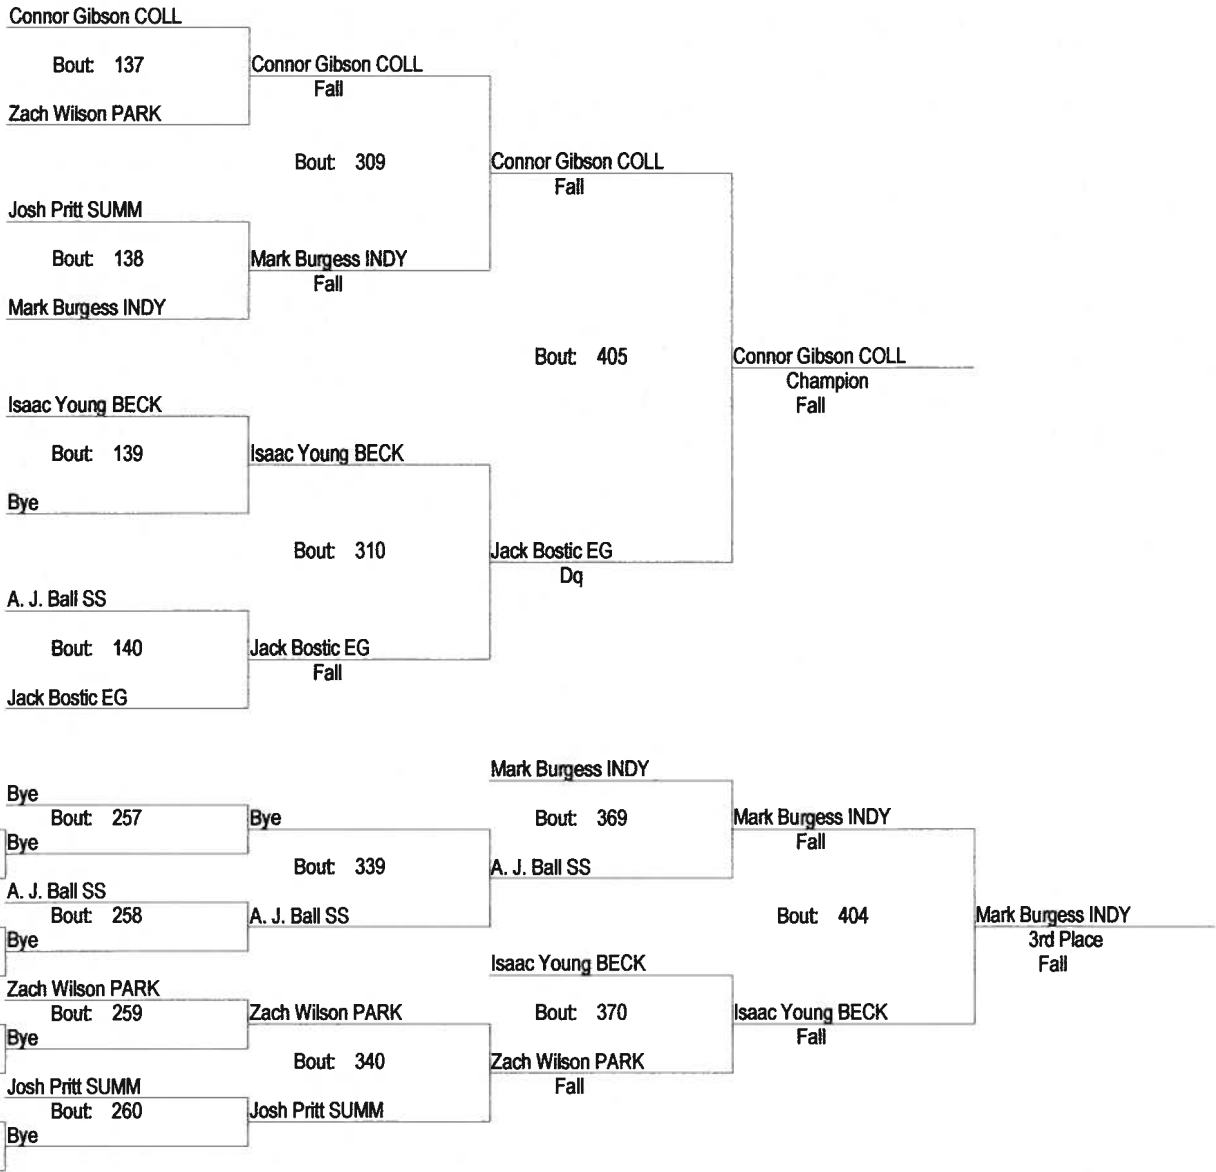 Connor Gibson COLL
Bout: 137
Connor Gibson COLL
Fall
Zach Wilson PARK
Bout: 309
Connor Gibson COLL
Fall
Josh Pritt SUMM
Bout: 138
Mark Burgess INDY
Fall
Mark Burgess INDY
Bout: 405
Connor Gibson COLL
Champion
Fall
Isaac Young BECK
Bout: 139
Isaac Young BECK
Bye
Bout: 310
Jack Bostic EG
Dq
A. J. Ball SS
Bout: 140
Jack Bostic EG
Fall
Jack Bostic EG
Mark Burgess INDY
Bye
Bout: 257
Bye
Bout: 369
Mark Burgess INDY
Fall
Bye
Bout: 339
A. J. Ball SS
A. J. Ball SS
Bout: 258
A. J. Ball SS
Bout: 404
Mark Burgess INDY
3rd Place
Fall
Bye
Isaac Young BECK
Zach Wilson PARK
Bout: 259
Zach Wilson PARK
Bout: 370
Isaac Young BECK
Fall
Bye
Bout: 340
Zach Wilson PARK
Fall
Josh Pritt SUMM
Bout: 260
Josh Pritt SUMM
Bye